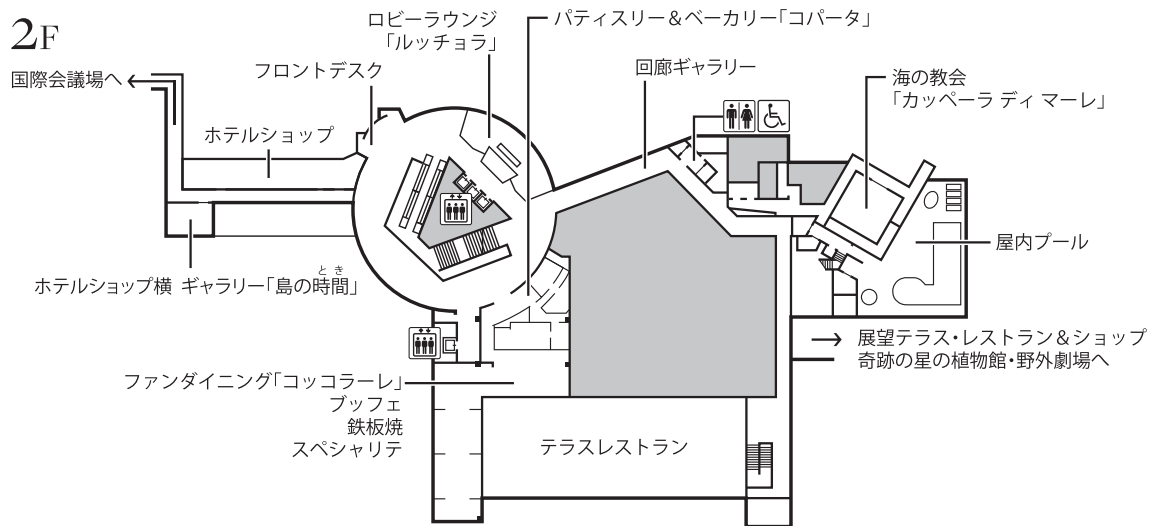 2F
ロビーラウンジ
「ルッチョラ」
パティスリー＆ベーカリー「コパータ」
国際会議場へ
フロントデスク
回廊ギャラリー
海の教会
「カッペーラ ディ マーレ」
ホテルショップ
屋内プール
とき
ホテルショップ横 ギャラリー「島の時間」
展望テラス・レストラン＆ショップ
奇跡の星の植物館・野外劇場へ
ファンダイニング「コッコラーレ」
ブッフェ
鉄板焼
スペシャリテ
テラスレストラン